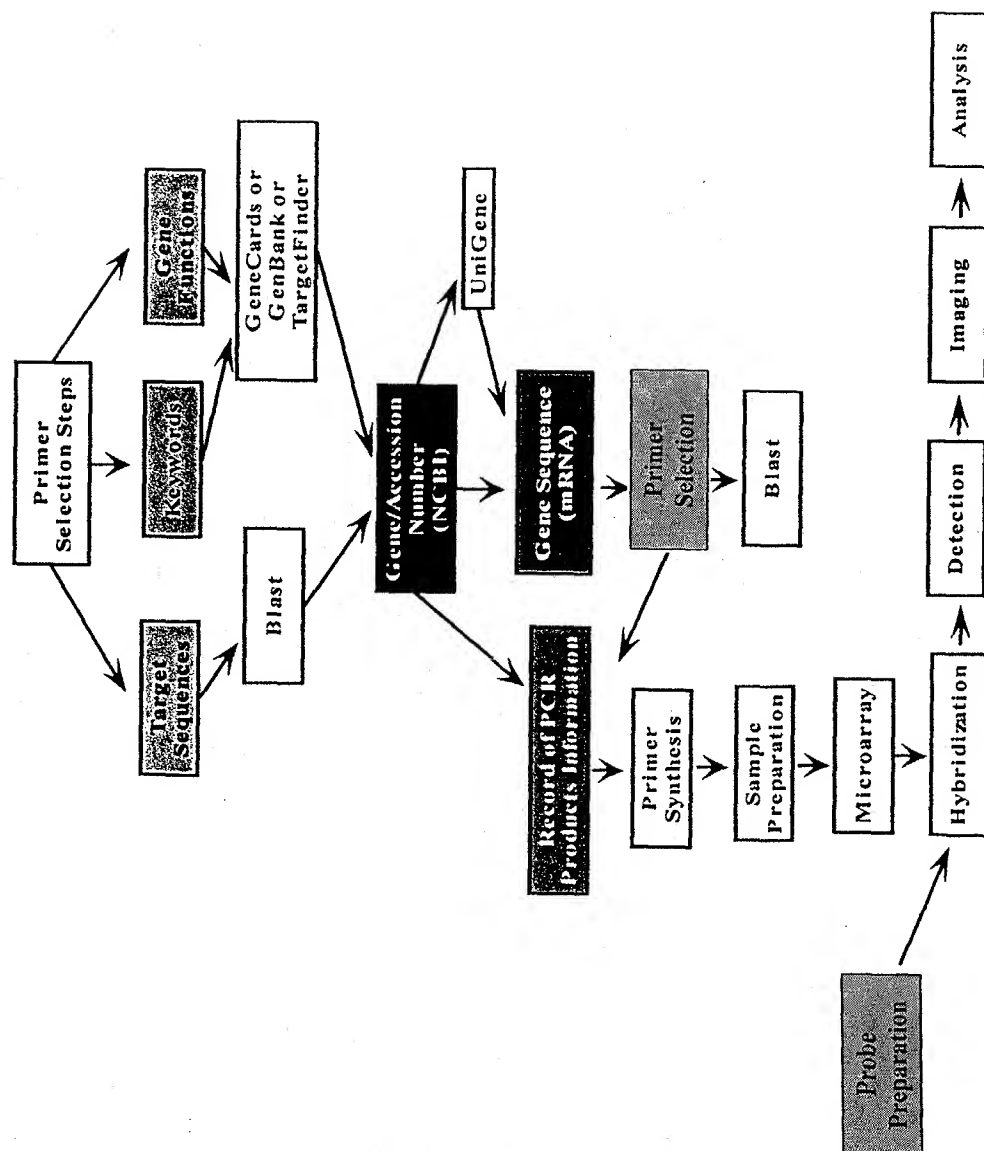 Primer
Selection Steps
Target
Sequences
Keywords
Gene
Functions
Blast
GeneCards or
GenBank or
TargetFinder
Gene/Accession
Number
(NCBI)
UniGene
Record of PCR
Products Information
Gene Sequence
(mRNA)
Primer
Synthesis
Primer
Selection
Sample
Preparation
Blast
Microarray
Probe
Preparation
Hybridization
Detection
Imaging
Analysis